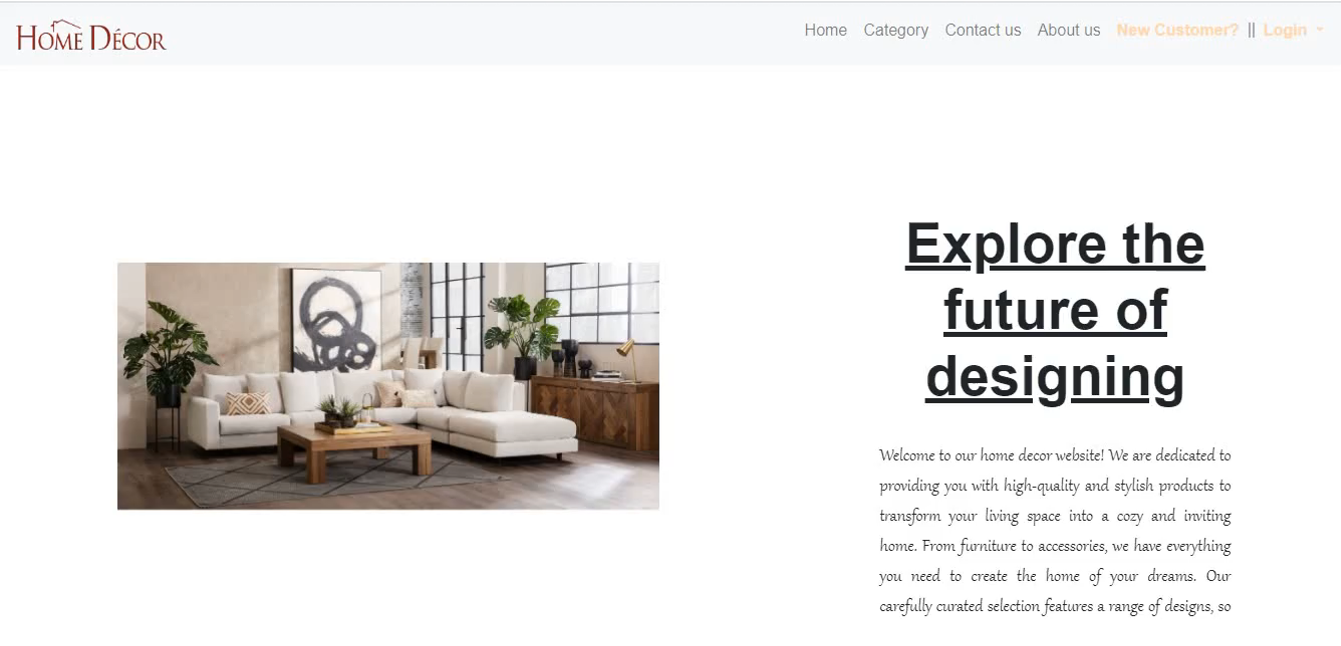 HOME DÉCOR
Home Category Contact us About us New Customer? || Login
Explore the
future of
designing
Welcome to our home decor website! We are dedicated to
providing you with high-quality and stylish products to
transform your living space into a cozy and inviting
home. From furniture to accessories, we have everything
you need to create the home of your dreams. Our
carefully curated selection features a range of designs, so